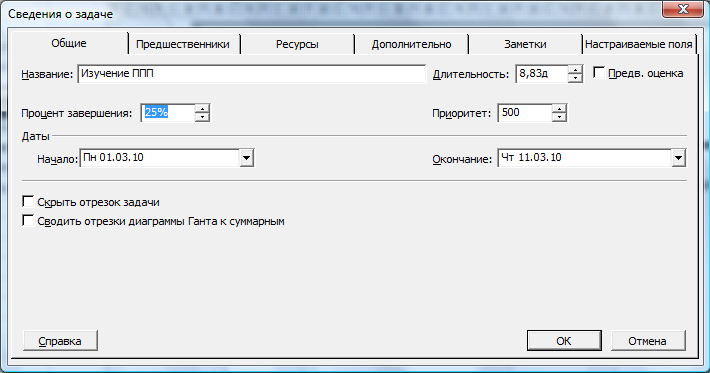 Сведения о задаче
Общие Предшественники Ресурсы Дополнительно Заметки Настраиваемые поля
Название: Изучение ППП Длительность: 8,83д Предв. оценка
Процент завершения: 25% Приоритет: 500
Даты
Начало: Пн 01.03.10 Окончание: Чт 11.03.10
Скрыть отрезок задачи
Сводить отрезки диаграммы Ганта к суммарным
Справка ОК Отмена